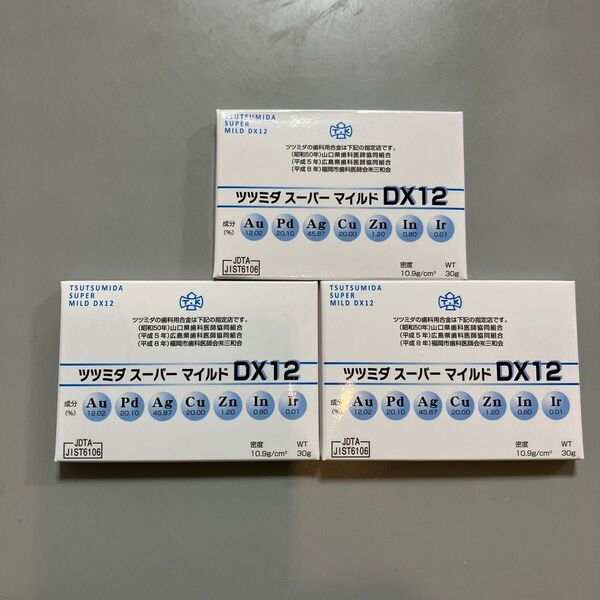 TSUTSUMIDA
SUPER
MILD DX12
TK
ツツミダの歯科用合金は下記の指定店です。
(昭和50年)山口県歯科医師協同組合
(平成5年)広島県歯科医師協同組合
(平成8年)福岡市歯科医師会㈲三和会
ツツミダ スーパー マイルド DX12
成分 Au Pd Ag Cu Zn In Ir
(%) 12.02 20.10 45.87 20.00 1.20 0.80 0.01
JDTA
JIST6106
密度 WT
10.9g/cm³ 30g
TSUTSUMIDA
SUPER
MILD DX12
TK
ツツミダの歯科用合金は下記の指定店です。
(昭和50年)山口県歯科医師協同組合
(平成5年)広島県歯科医師協同組合
(平成8年)福岡市歯科医師会㈲三和会
ツツミダ スーパー マイルド DX12
成分 Au Pd Ag Cu Zn In Ir
(%) 12.02 20.10 45.87 20.00 1.20 0.80 0.01
JDTA
JIST6106
密度 WT
10.9g/cm³ 30g
TSUTSUMIDA
SUPER
MILD DX12
TK
ツツミダの歯科用合金は下記の指定店です。
(昭和50年)山口県歯科医師協同組合
(平成5年)広島県歯科医師協同組合
(平成8年)福岡市歯科医師会㈲三和会
ツツミダ スーパー マイルド DX12
成分 Au Pd Ag Cu Zn In Ir
(%) 12.02 20.10 45.87 20.00 1.20 0.80 0.01
JDTA
JIST6106
密度 WT
10.9g/cm³ 30g